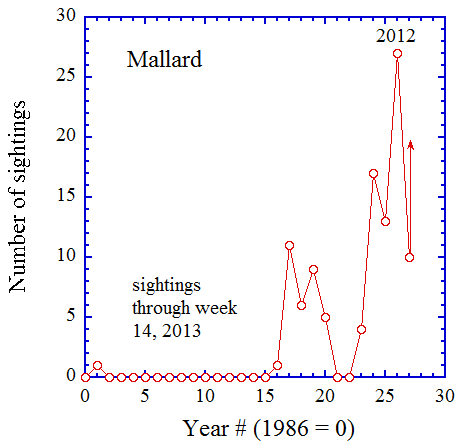 30
25
20
15
10
5
0
Number of sightings
Mallard
2012
sightings
through week
14, 2013
0 5 10 15 20 25 30
Year # (1986 = 0)